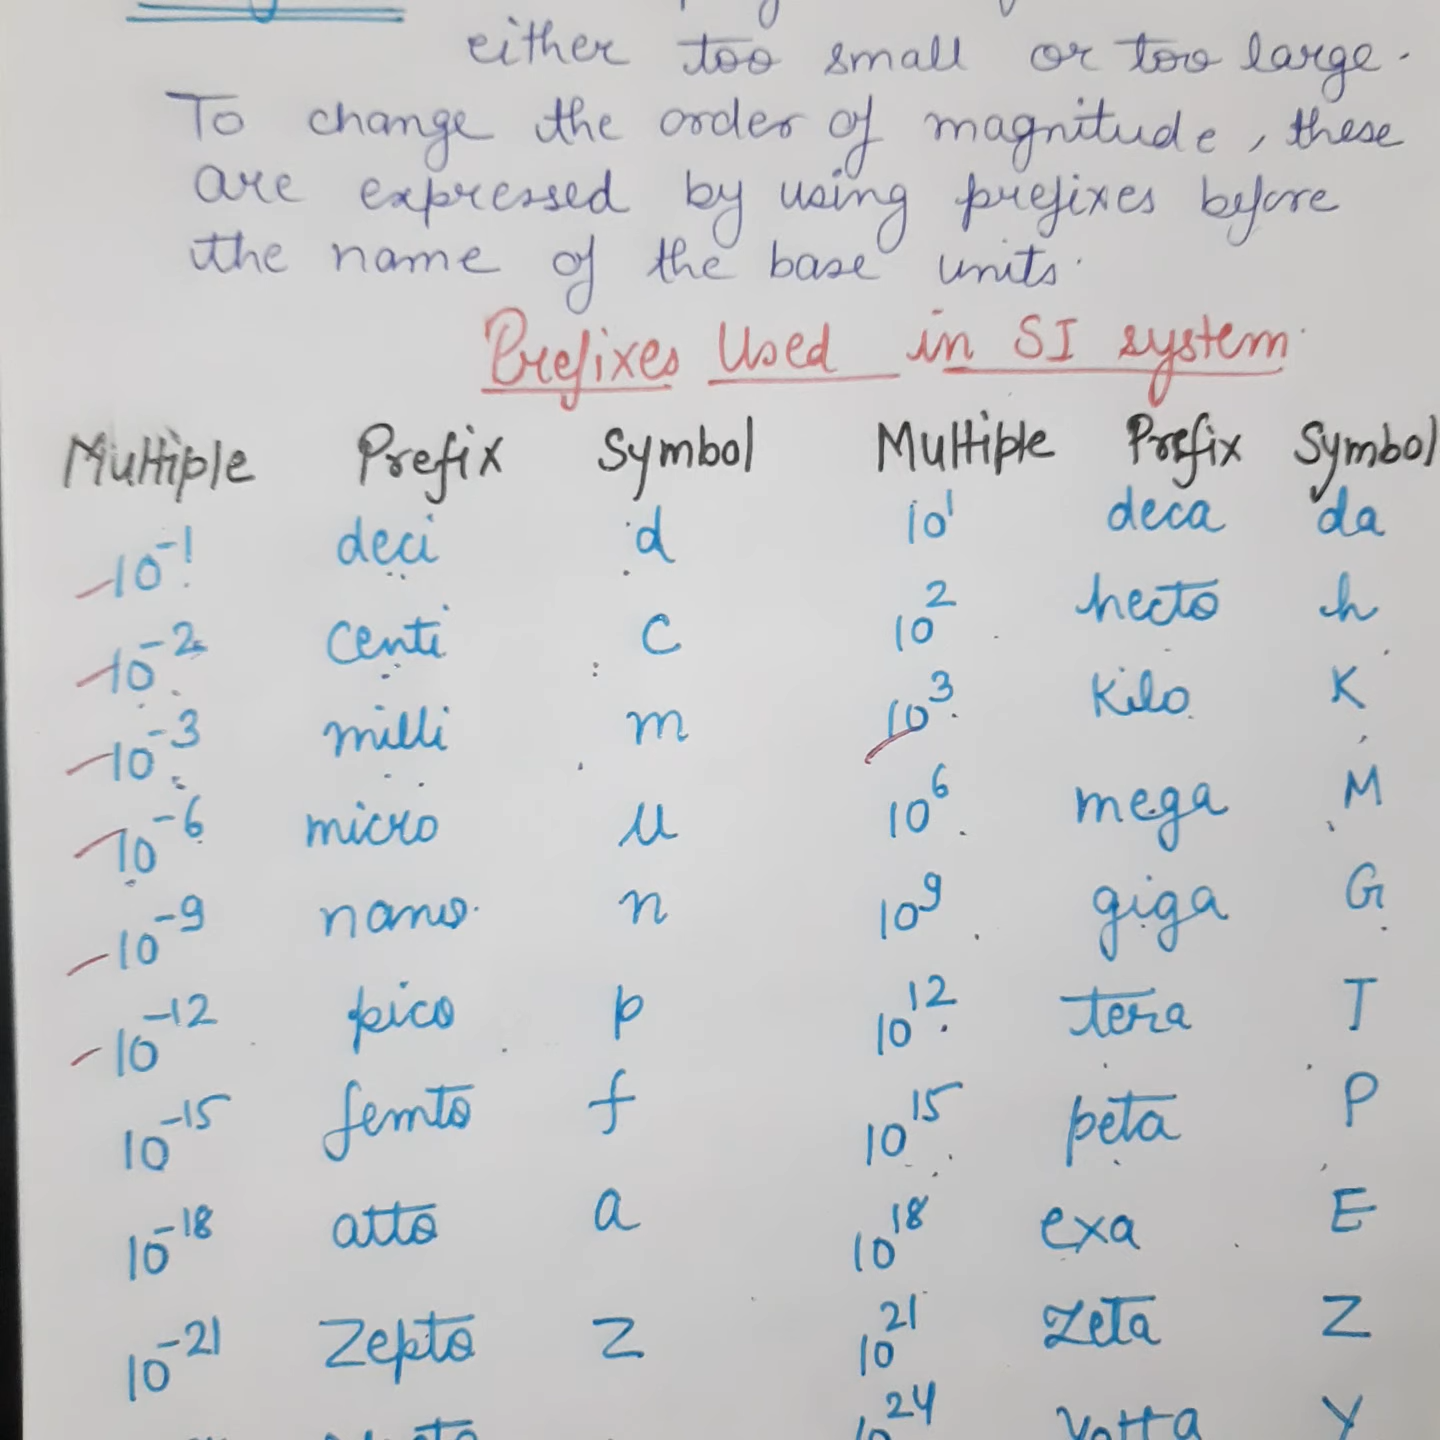 either too small or too large.
To change the order of magnitude, these
are expressed by using prefixes before
the name of the base units.
Prefixes Used in SI system
Multiple Prefix Symbol Multiple Prefix Symbol
10⁻¹ deci d 10¹ deca da
10⁻² centi c 10² hecto h
10⁻³ milli m 10³ Kilo K
10⁻⁶ micro μ 10⁶ mega M
10⁻⁹ nano n 10⁹ giga G
10⁻¹² pico p 10¹² tera T
10⁻¹⁵ femto f 10¹⁵ peta P
10⁻¹⁸ atto a 10¹⁸ exa E
10⁻²¹ Zepto Z 10²¹ Zeta Z
10²⁴ Yotta Y